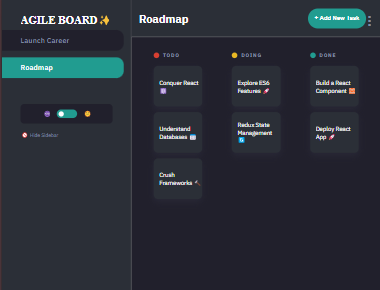 AGILE BOARD ✨
Launch Career
Roadmap
Hide Sidebar
Roadmap
+ Add New Task
TODO
Conquer React ⚛️
Understand
Databases
Crush
Frameworks 🔨
DOING
Explore ES6
Features 🚀
Redux State
Management
DONE
Build a React
Component 🧱
Deploy React
App 🚀